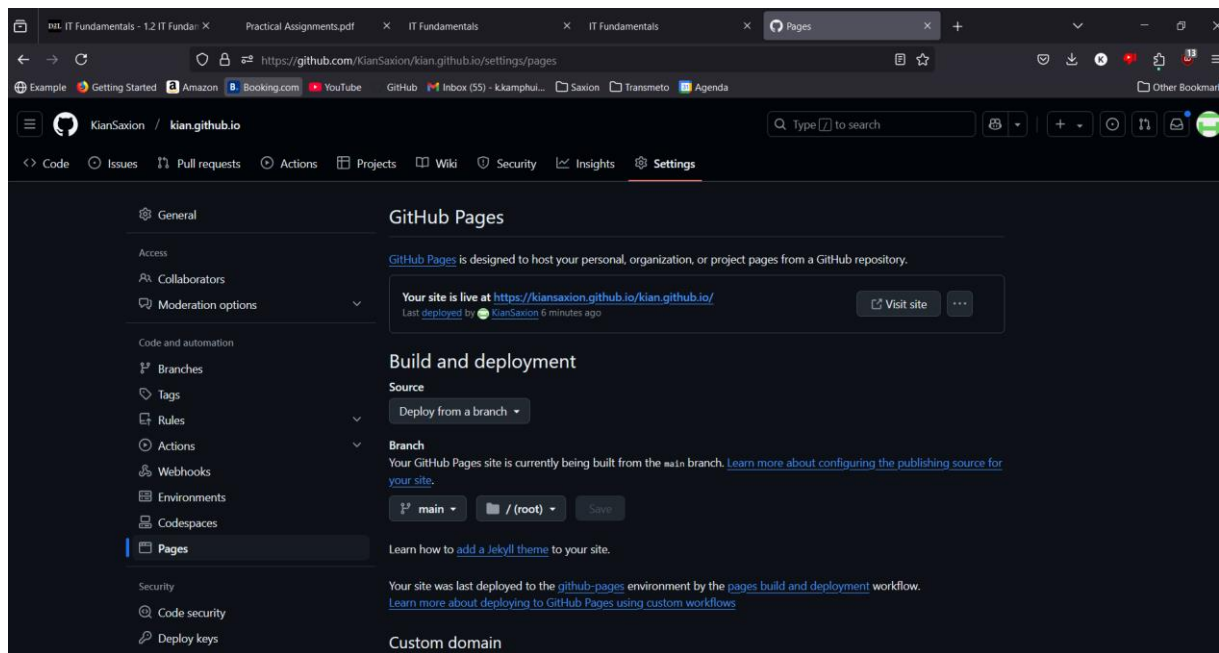 DLL IT Fundamentals - 1.2 IT Fundan
Practical Assignments.pdf
IT Fundamentals
IT Fundamentals
Pages
https://github.com/KianSaxion/kian.github.io/settings/pages
13
Example Getting Started Amazon Booking.com YouTube GitHub Inbox (55) - k.kamphui... Saxion Transmeto Agenda Other Bookmar
KianSaxion / kian.github.io
Type / to search
Code Issues Pull requests Actions Projects Wiki Security Insights Settings
General
Access
Collaborators
Moderation options
Code and automation
Branches
Tags
Rules
Actions
Webhooks
Environments
Codespaces
Pages
Security
Code security
Deploy keys
GitHub Pages
GitHub Pages is designed to host your personal, organization, or project pages from a GitHub repository.
Your site is live at https://kiansaxion.github.io/kian.github.io/
Last deployed by KianSaxion 6 minutes ago
Visit site
Build and deployment
Source
Deploy from a branch
Branch
Your GitHub Pages site is currently being built from the main branch. Learn more about configuring the publishing source for
your site.
main / (root) Save
Learn how to add a Jekyll theme to your site.
Your site was last deployed to the github-pages environment by the pages build and deployment workflow.
Learn more about deploying to GitHub Pages using custom workflows
Custom domain